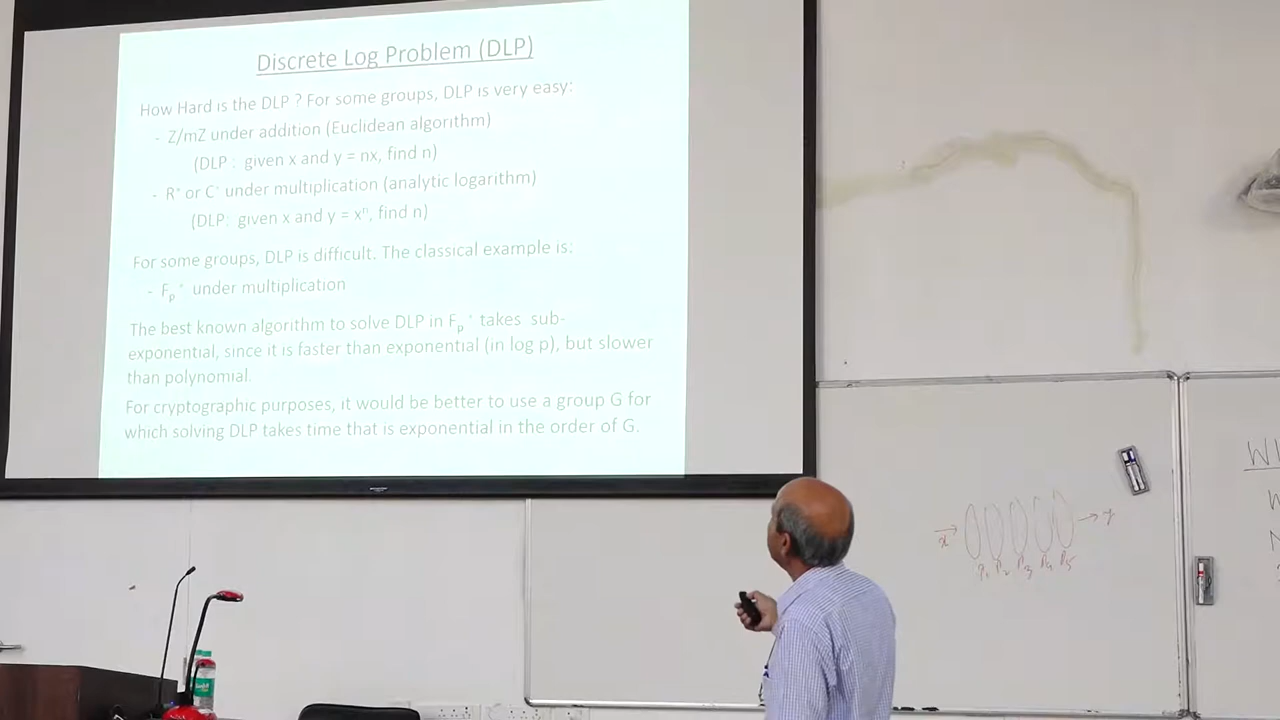 Discrete Log Problem (DLP)
How Hard is the DLP ? For some groups, DLP is very easy:
- Z/mZ under addition (Euclidean algorithm)
(DLP : given x and y = nx, find n)
- R* or C* under multiplication (analytic logarithm)
(DLP: given x and y = xⁿ, find n)
For some groups, DLP is difficult. The classical example is:
- Fₚ* under multiplication
The best known algorithm to solve DLP in Fₚ* takes sub-
exponential, since it is faster than exponential (in log p), but slower
than polynomial.
For cryptographic purposes, it would be better to use a group G for
which solving DLP takes time that is exponential in the order of G.
x → → y
P₁ P₂ P₃ P₄ P₅